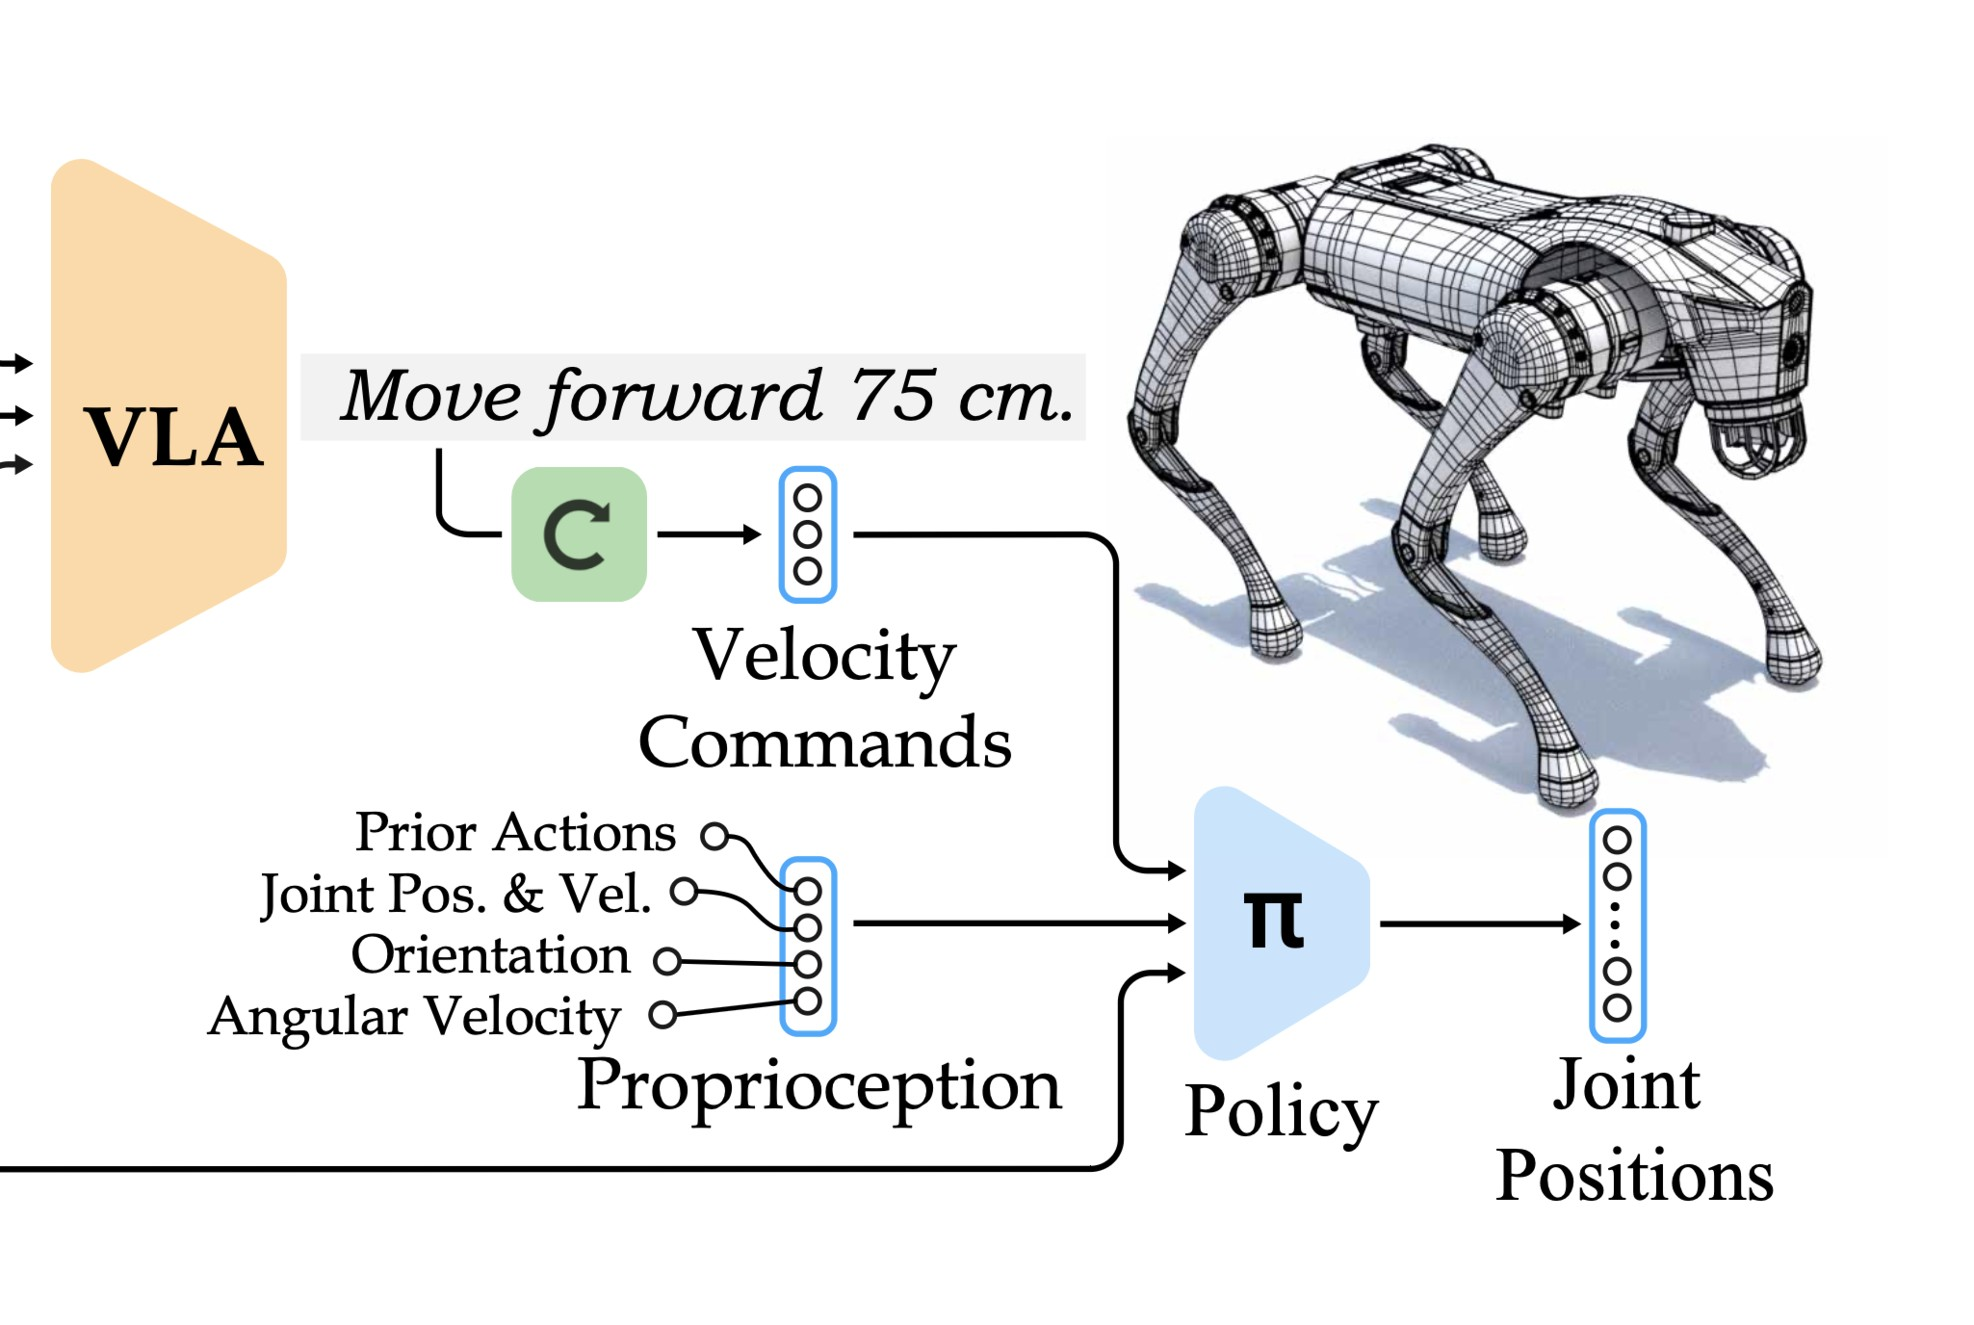 VLA
Move forward 75 cm.
Velocity
Commands
Prior Actions
Joint Pos. & Vel.
Orientation
Angular Velocity
Proprioception
π
Policy
Joint
Positions